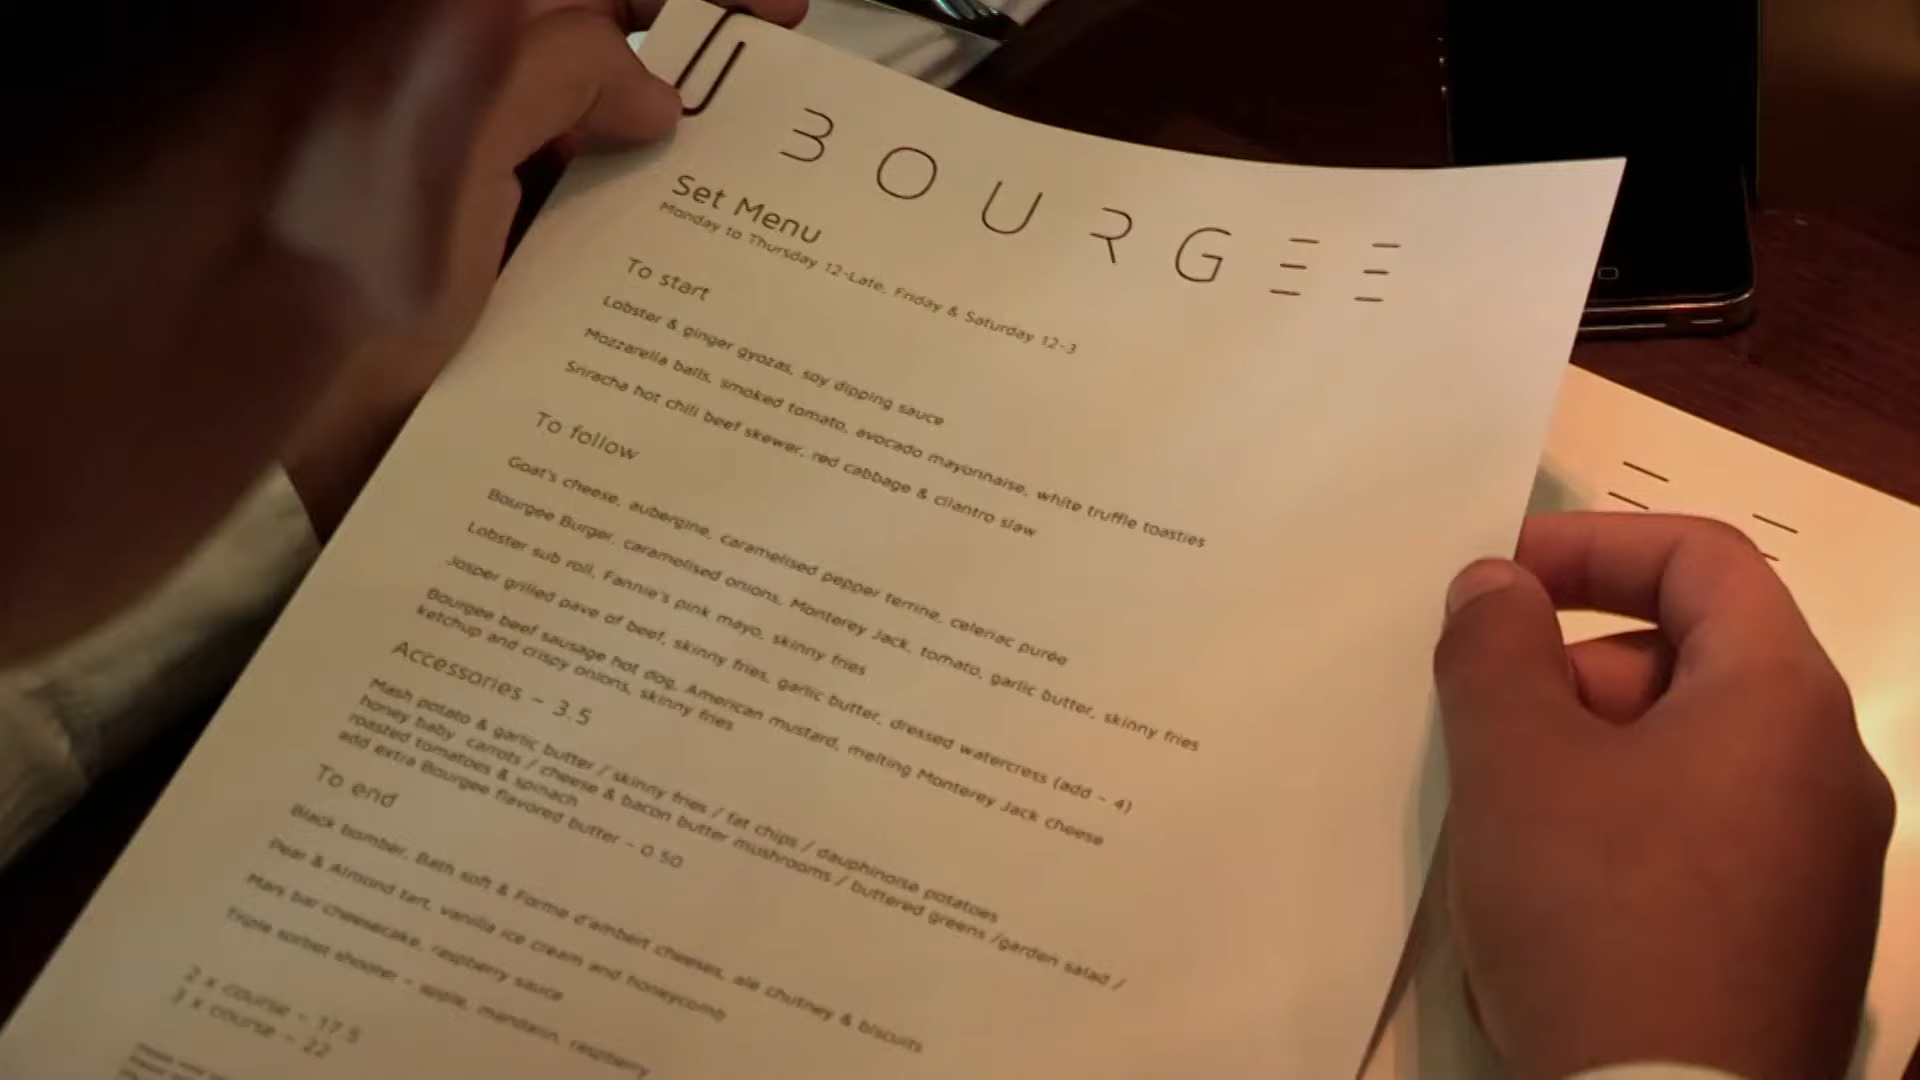 BOURGEE
Set Menu
Monday to Thursday 12-Late, Friday & Saturday 12-3
To start
Lobster & ginger gyozas, soy dipping sauce
Mozzarella balls, smoked tomato, avocado mayonnaise, white truffle toasties
Sriracha hot chili beef skewer, red cabbage & cilantro slaw
To follow
Goat's cheese, aubergine, caramelised pepper terrine, celeriac purée
Bourgee Burger, caramelised onions, Monterey Jack, tomato, garlic butter, skinny fries
Lobster sub roll, Fannie's pink mayo, skinny fries
Josper grilled pave of beef, skinny fries, garlic butter, dressed watercress (add - 4)
Bourgee beef sausage hot dog, American mustard, melting Monterey Jack cheese
ketchup and crispy onions, skinny fries
Accessories - 3.5
Mash potato & garlic butter / skinny fries / fat chips / dauphinoise potatoes
honey baby carrots / cheese & bacon butter mushrooms / buttered greens /garden salad /
roasted tomatoes & spinach
add extra Bourgee flavored butter - 0.50
To end
Black bomber, Bath soft & Forme d'ambert cheeses, ale chutney & biscuits
Pear & Almond tart, vanilla ice cream and honeycomb
Mars bar cheesecake, raspberry sauce
Triple sorbet shooter - apple, mandarin, raspberry
2 x course - 17.5
3 x course - 22